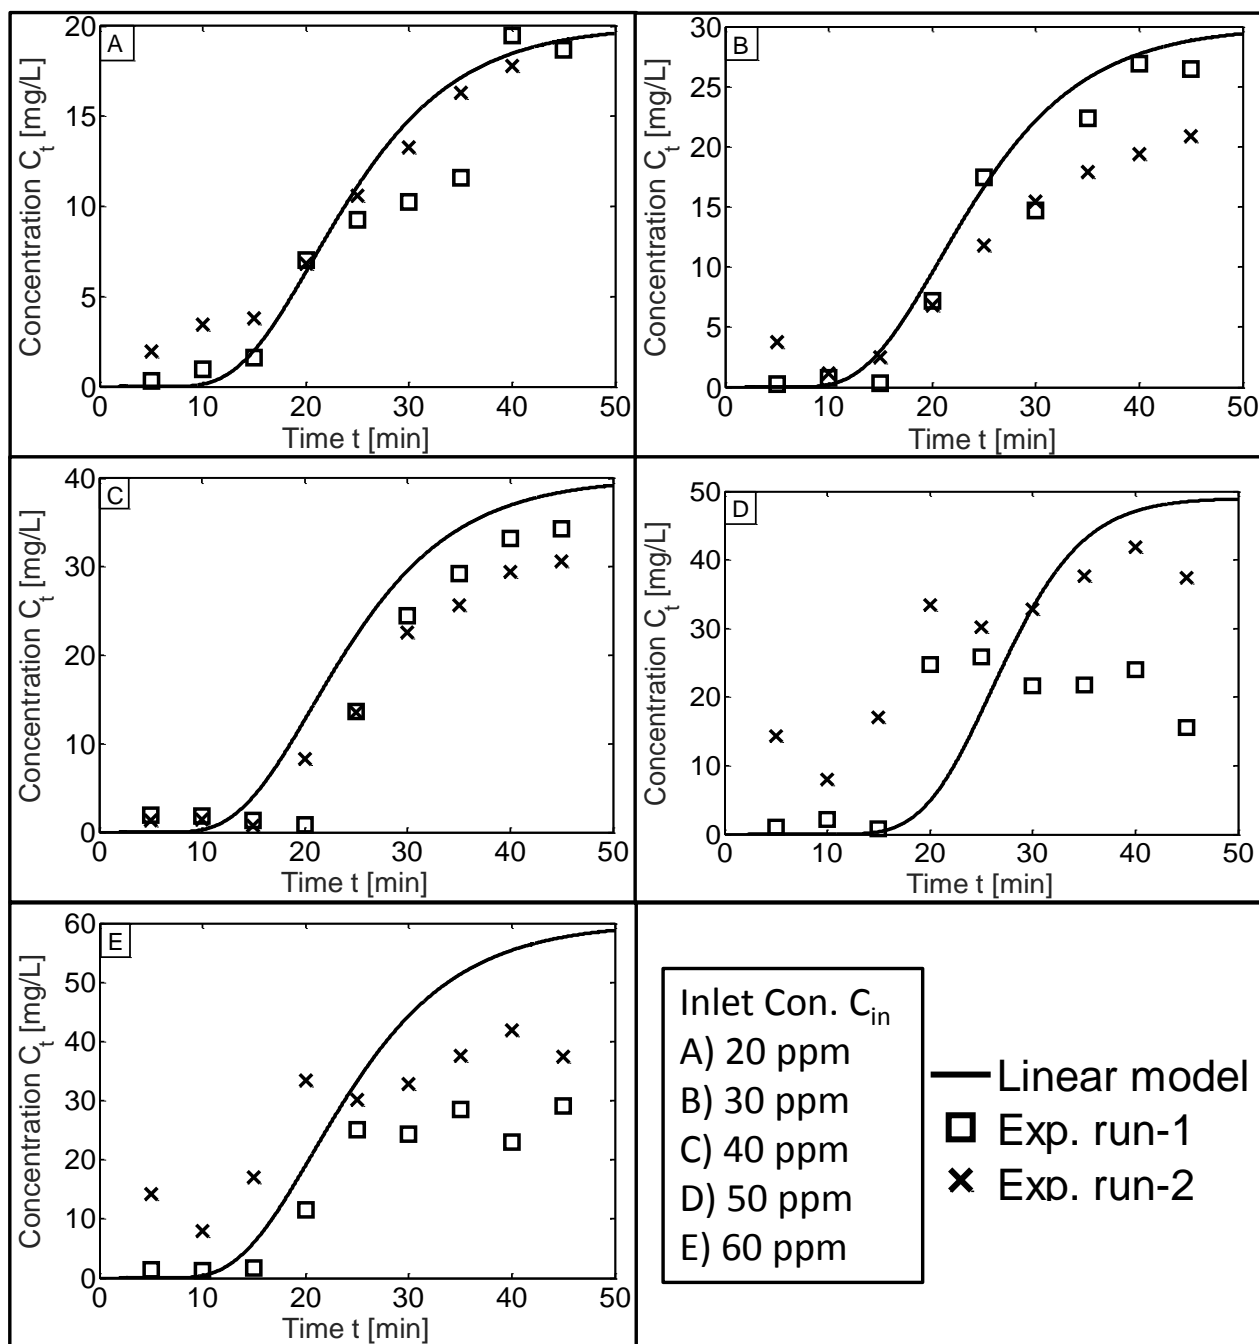 A
20
15
10
5
0
Concentration C_t [mg/L]
0 10 20 30 40 50
Time t [min]
B
30
25
20
15
10
5
0
Concentration C_t [mg/L]
0 10 20 30 40 50
Time t [min]
C
40
30
20
10
0
Concentration C_t [mg/L]
0 10 20 30 40 50
Time t [min]
D
50
40
30
20
10
0
Concentration C_t [mg/L]
0 10 20 30 40 50
Time t [min]
E
60
50
40
30
20
10
0
Concentration C_t [mg/L]
0 10 20 30 40 50
Time t [min]
Inlet Con. C_in
A) 20 ppm
B) 30 ppm
C) 40 ppm
D) 50 ppm
E) 60 ppm
Linear model
Exp. run-1
Exp. run-2